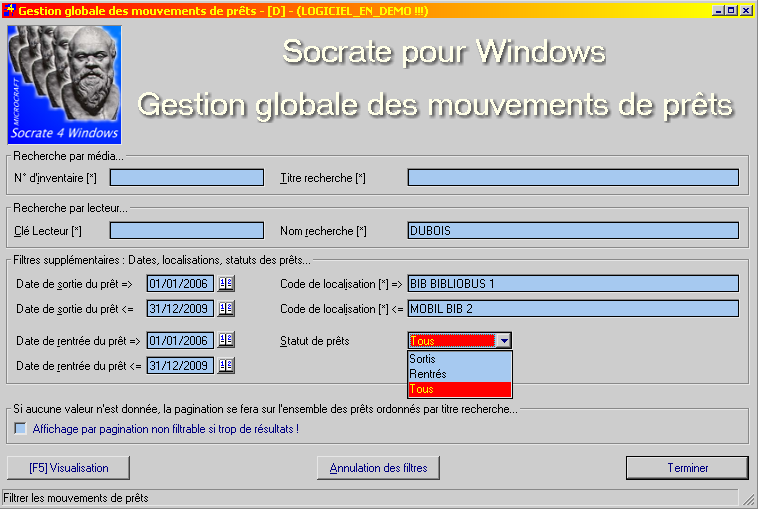 Gestion globale des mouvements de prêts - [D] - (LOGICIEL_EN_DEMO !!!)
MICROCRAFT
Socrate 4 Windows
Socrate pour Windows
Gestion globale des mouvements de prêts
Recherche par média...
N° d'inventaire [*] Titre recherche [*]
Recherche par lecteur...
Clé Lecteur [*] Nom recherche [*] DUBOIS
Filtres supplémentaires : Dates, localisations, statuts des prêts...
Date de sortie du prêt => 01/01/2006 12 Code de localisation [*] => BIB BIBLIOBUS 1
Date de sortie du prêt <= 31/12/2009 12 Code de localisation [*] <= MOBIL BIB 2
Date de rentrée du prêt => 01/01/2006 12 Statut de prêts Tous
Sortis
Date de rentrée du prêt <= 31/12/2009 12 Rentrés
Tous
Si aucune valeur n'est donnée, la pagination se fera sur l'ensemble des prêts ordonnés par titre recherche...
Affichage par pagination non filtrable si trop de résultats !
[F5] Visualisation Annulation des filtres Terminer
Filtrer les mouvements de prêts